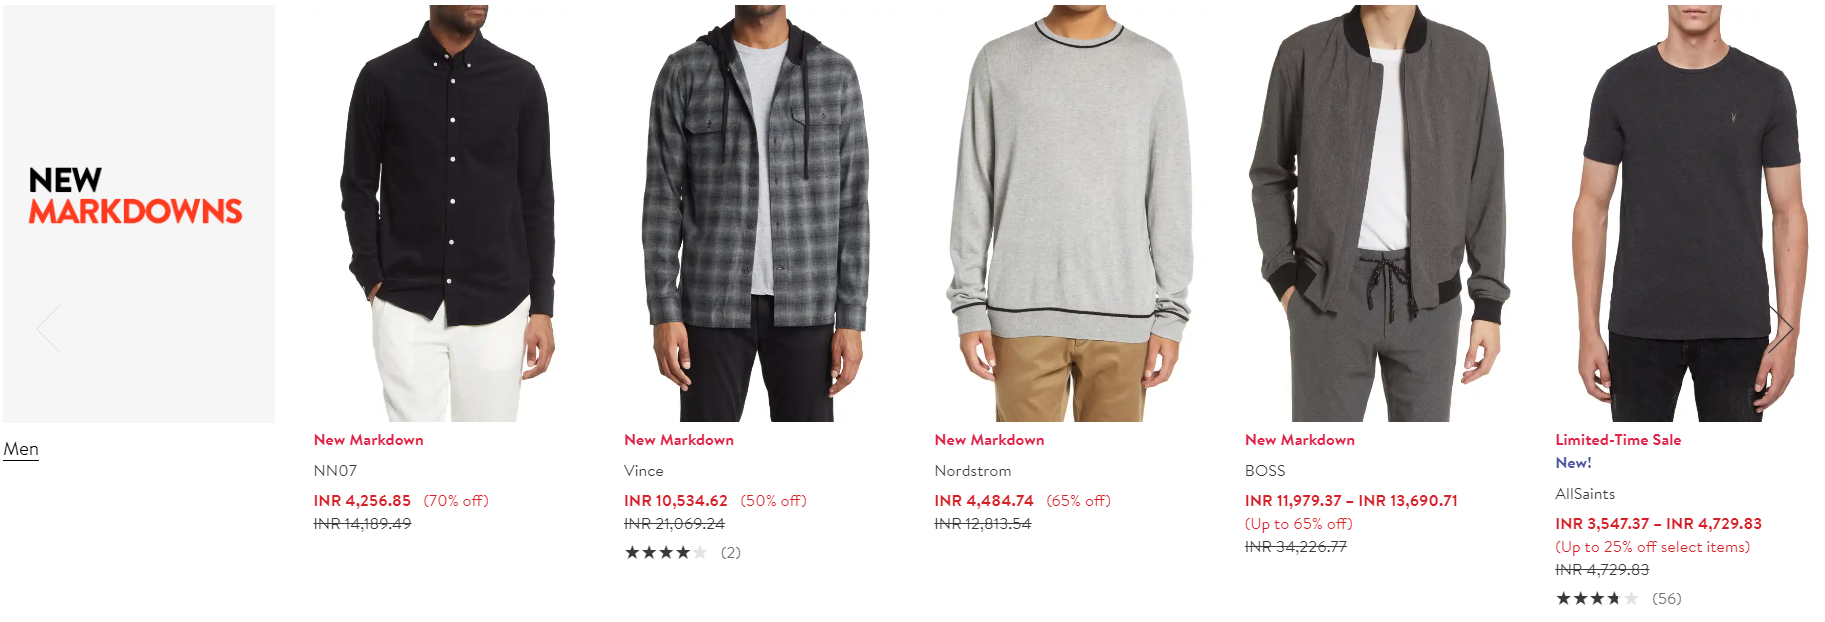 NEW
MARKDOWNS
Men
New Markdown
NN07
INR 4,256.85 (70% off)
INR 14,189.49
New Markdown
Vince
INR 10,534.62 (50% off)
INR 21,069.24
(2)
New Markdown
Nordstrom
INR 4,484.74 (65% off)
INR 12,813.54
New Markdown
BOSS
INR 11,979.37 – INR 13,690.71
(Up to 65% off)
INR 34,226.77
Limited-Time Sale
New!
AllSaints
INR 3,547.37 – INR 4,729.83
(Up to 25% off select items)
INR 4,729.83
(56)